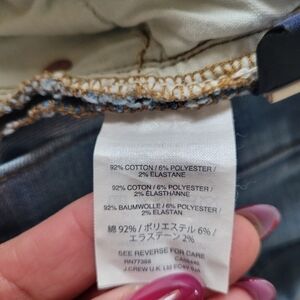 92% COTTON / 6% POLYESTER /
2% ELASTANE
92% COTON / 6% POLYESTER /
2% ÉLASTHANNE
92% BAUMWOLLE / 6% POLYESTER /
2% ELASTAN
綿 92% / ポリエステル 6% /
エラステーン 2%
SEE REVERSE FOR CARE
RN77388
J.CREW U.K. Ltd